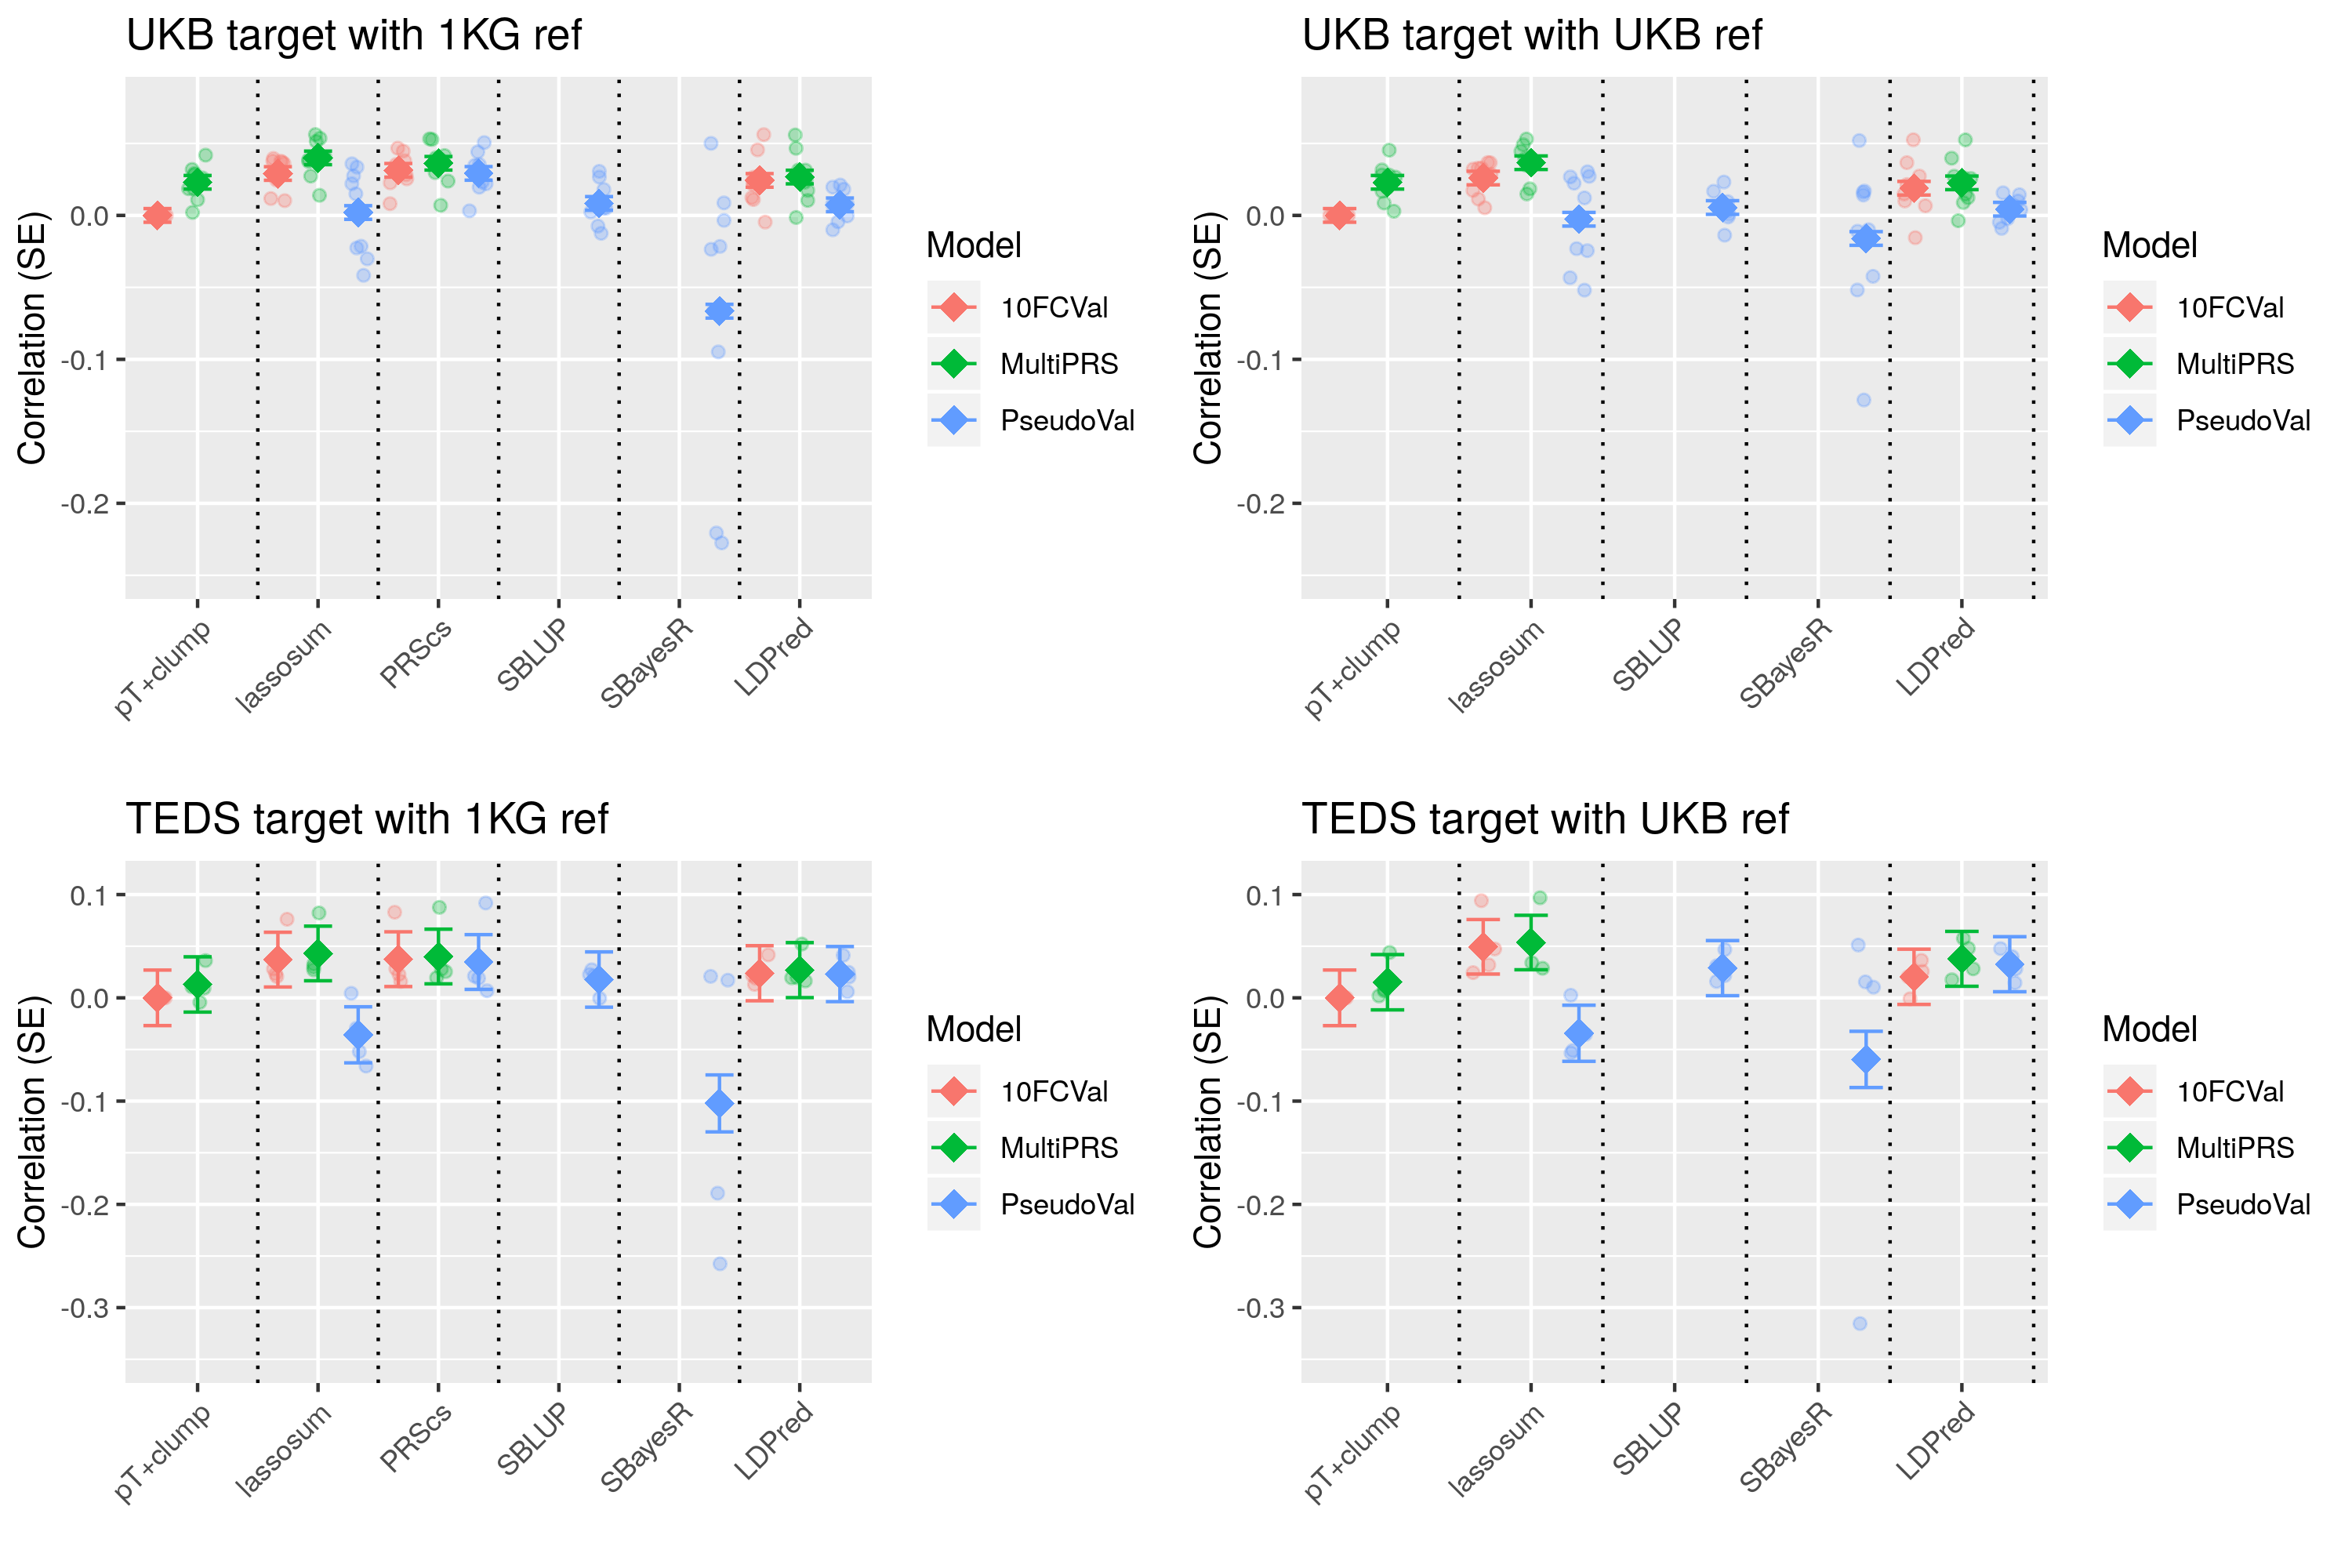 UKB target with 1KG ref
Correlation (SE)
0.0
-0.1
-0.2
pT+clump
lassosum
PRScs
SBLUP
SBayesR
LDPred
Model
10FCVal
MultiPRS
PseudoVal
UKB target with UKB ref
Correlation (SE)
0.0
-0.1
-0.2
pT+clump
lassosum
SBLUP
SBayesR
LDPred
Model
10FCVal
MultiPRS
PseudoVal
TEDS target with 1KG ref
Correlation (SE)
0.1
0.0
-0.1
-0.2
-0.3
pT+clump
lassosum
PRScs
SBLUP
SBayesR
LDPred
Model
10FCVal
MultiPRS
PseudoVal
TEDS target with UKB ref
Correlation (SE)
0.1
0.0
-0.1
-0.2
-0.3
pT+clump
lassosum
SBLUP
SBayesR
LDPred
Model
10FCVal
MultiPRS
PseudoVal